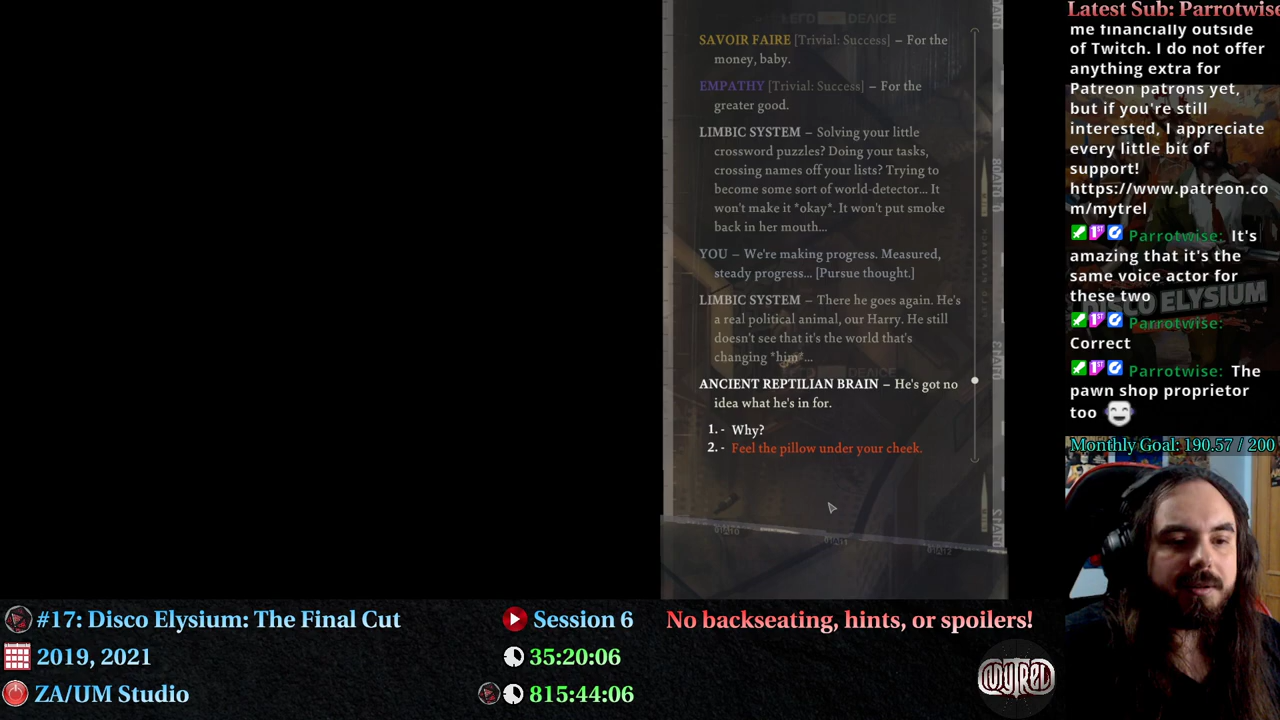 SAVOIR FAIRE [Trivial: Success] – For the
money, baby.
EMPATHY [Trivial: Success] – For the
greater good.
LIMBIC SYSTEM – Solving your little
crossword puzzles? Doing your tasks,
crossing names off your lists? Trying to
become some sort of world-detector... It
won't make it *okay*. It won't put smoke
back in her mouth...
YOU – We're making progress. Measured,
steady progress... [Pursue thought.]
LIMBIC SYSTEM – There he goes again. He's
a real political animal, our Harry. He still
doesn't see that it's the world that's
changing *him*...
ANCIENT REPTILIAN BRAIN – He's got no
idea what he's in for.
1. - Why?
2. - Feel the pillow under your cheek.
Latest Sub: Parrotwise
me financially outside
of Twitch. I do not offer
anything extra for
Patreon patrons yet,
but if you're still
interested, I appreciate
every little bit of
support!
https://www.patreon.co
m/mytrel
Parrotwise: It's
amazing that it's the
same voice actor for
these two
Parrotwise:
Correct
Parrotwise: The
pawn shop proprietor
too
DISCO ELYSIUM
Monthly Goal: 190.57 / 200
#17: Disco Elysium: The Final Cut
Session 6
No backseating, hints, or spoilers!
2019, 2021
35:20:06
ZA/UM Studio
815:44:06
MYTREL